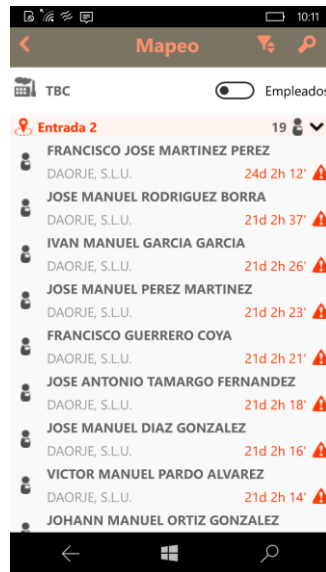 10:11
Mapeo
TBC
Empleados
Entrada 2 19
FRANCISCO JOSE MARTINEZ PEREZ
DAORJE, S.L.U. 24d 2h 12'
JOSE MANUEL RODRIGUEZ BORRA
DAORJE, S.L.U. 21d 2h 37'
IVAN MANUEL GARCIA GARCIA
DAORJE, S.L.U. 21d 2h 26'
JOSE MANUEL PEREZ MARTINEZ
DAORJE, S.L.U. 21d 2h 23'
FRANCISCO GUERRERO COYA
DAORJE, S.L.U. 21d 2h 21'
JOSE ANTONIO TAMARGO FERNANDEZ
DAORJE, S.L.U. 21d 2h 18'
JOSE MANUEL DIAZ GONZALEZ
DAORJE, S.L.U. 21d 2h 16'
VICTOR MANUEL PARDO ALVAREZ
DAORJE, S.L.U. 21d 2h 14'
JOHANN MANUEL ORTIZ GONZALEZ